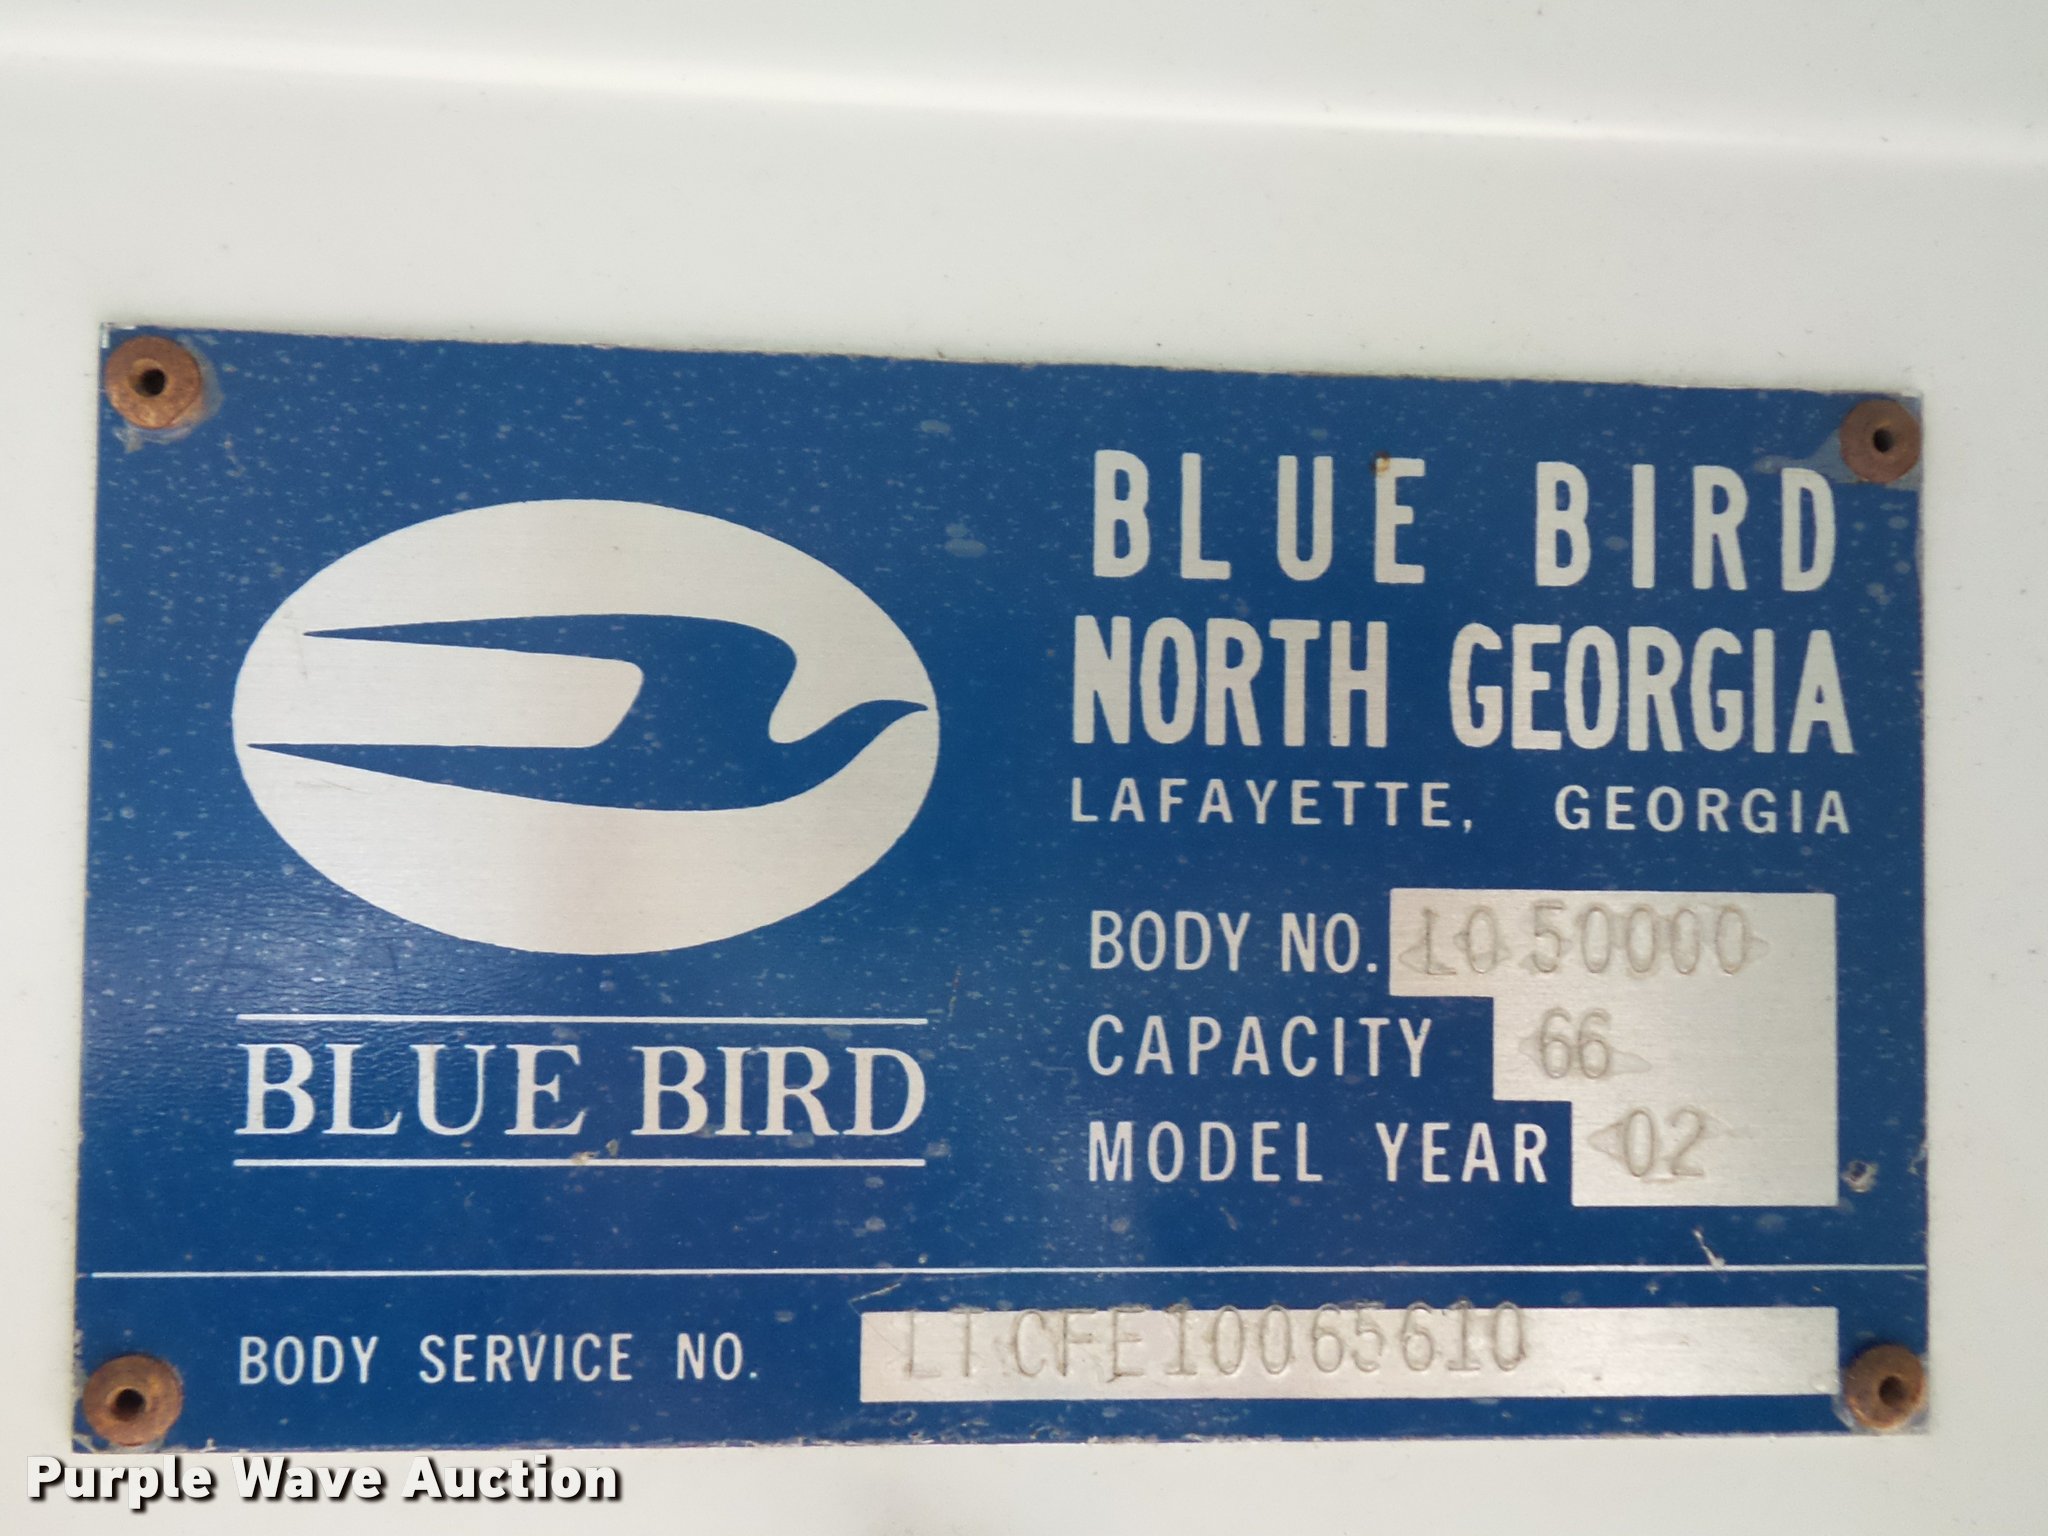 BLUE BIRD
NORTH GEORGIA
LAFAYETTE, GEORGIA
BODY NO. L050000
CAPACITY 66
MODEL YEAR 02
BLUE BIRD
BODY SERVICE NO. LTCFE10065610
Purple Wave Auction